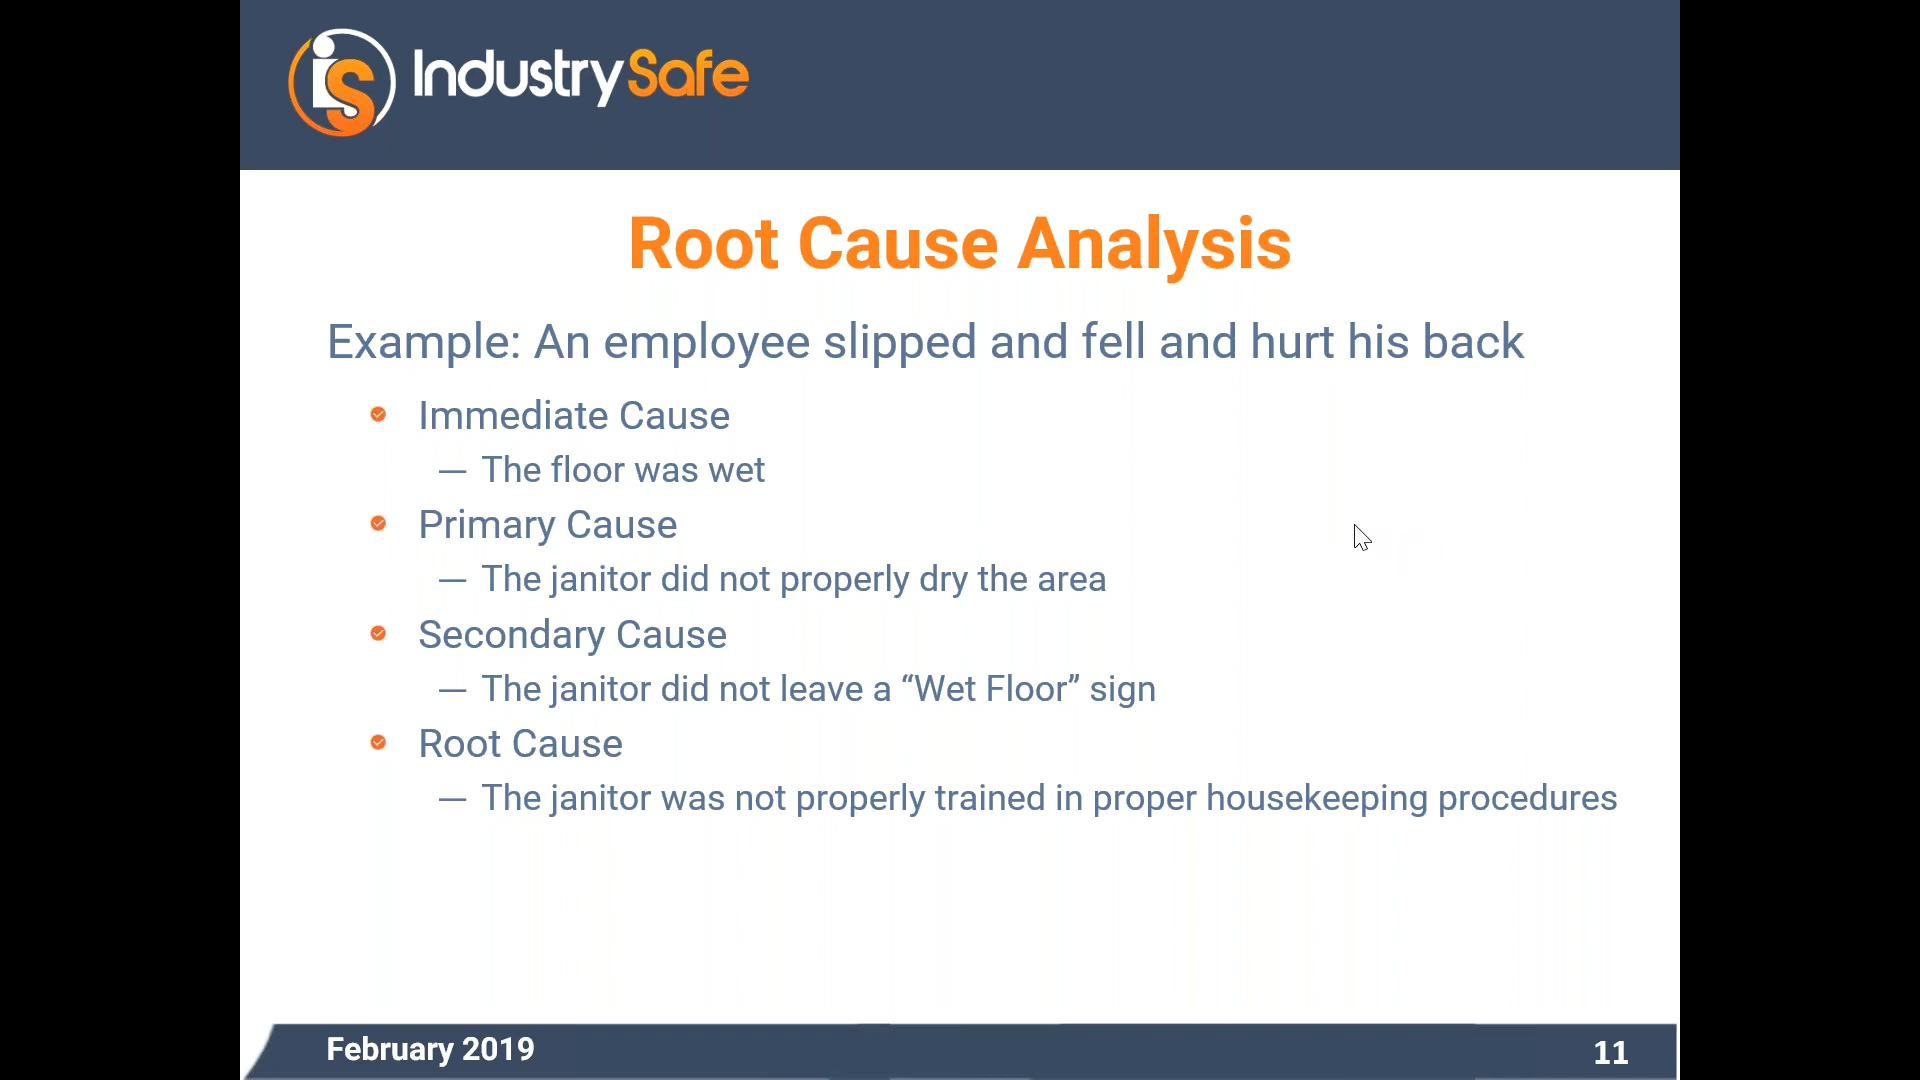 iS IndustrySafe
Root Cause Analysis
Example: An employee slipped and fell and hurt his back
Immediate Cause
— The floor was wet
Primary Cause
— The janitor did not properly dry the area
Secondary Cause
— The janitor did not leave a “Wet Floor” sign
Root Cause
— The janitor was not properly trained in proper housekeeping procedures
February 2019
11